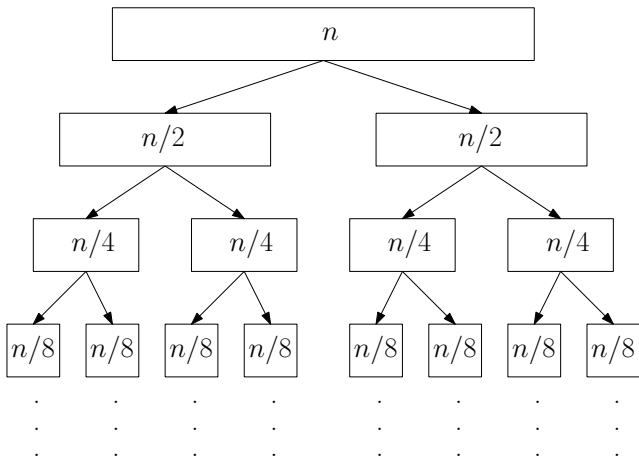 n
n/2 n/2
n/4 n/4 n/4 n/4
n/8 n/8 n/8 n/8 n/8 n/8 n/8 n/8
. . . . . . . .
. . . . . . . .
. . . . . . . .